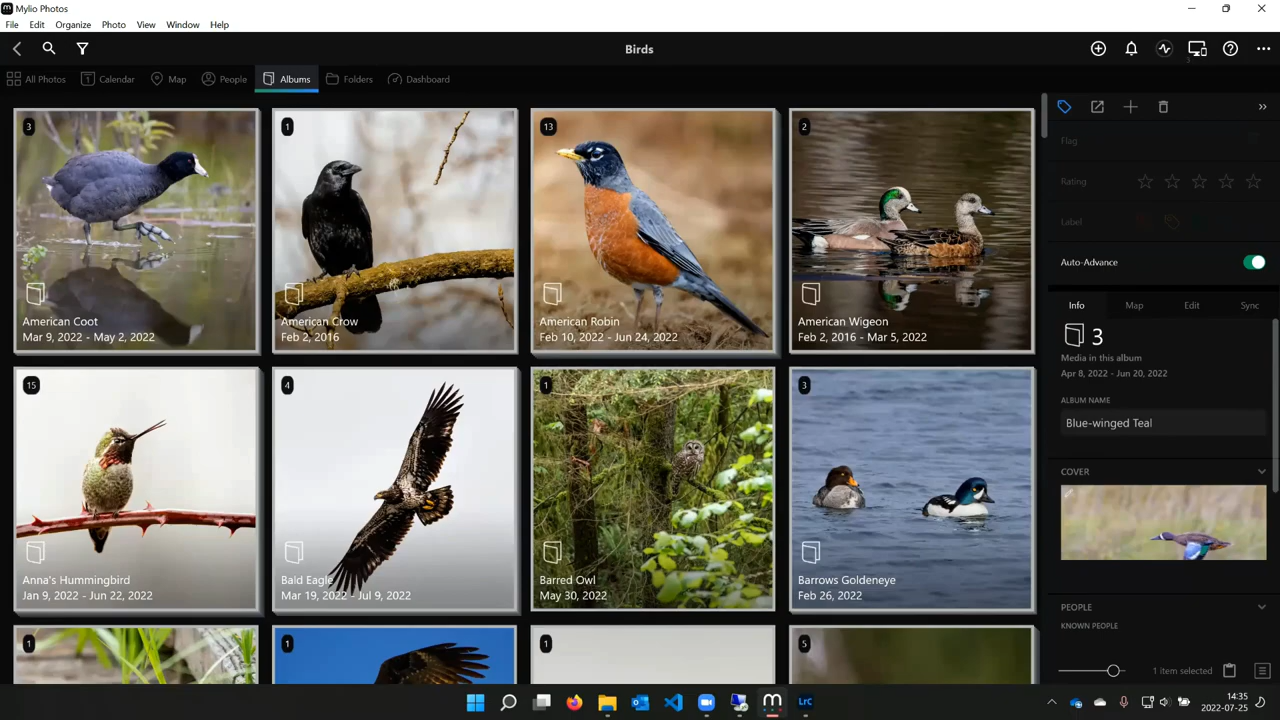 Mylio Photos
File Edit Organize Photo View Window Help
Birds
3
All Photos 1 Calendar Map People Albums Folders Dashboard
3
American Coot
Mar 9, 2022 - May 2, 2022
1
American Crow
Feb 2, 2016
13
American Robin
Feb 10, 2022 - Jun 24, 2022
2
American Wigeon
Feb 2, 2016 - Mar 5, 2022
15
Anna's Hummingbird
Jan 9, 2022 - Jun 22, 2022
4
Bald Eagle
Mar 19, 2022 - Jul 9, 2022
1
Barred Owl
May 30, 2022
3
Barrows Goldeneye
Feb 26, 2022
1
1
1
5
Flag
Rating
Label
Auto-Advance
Info Map Edit Sync
3
Media in this album
Apr 8, 2022 - Jun 20, 2022
ALBUM NAME
Blue-winged Teal
COVER
PEOPLE
KNOWN PEOPLE
1 item selected
LrC
14:35
2022-07-25